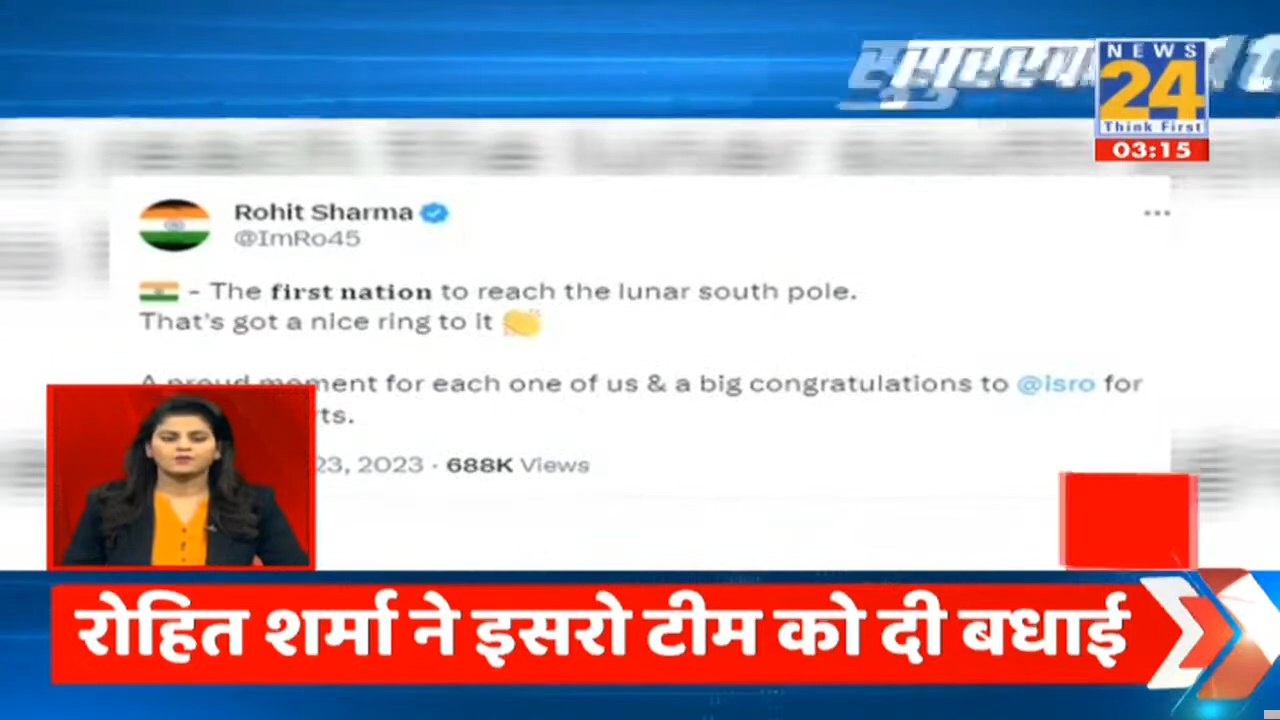 NEWS
24
Think First
03:15
Rohit Sharma
@ImRo45
- The first nation to reach the lunar south pole.
That's got a nice ring to it
A proud moment for each one of us & a big congratulations to @isro for
23, 2023 · 688K Views
रोहित शर्मा ने इसरो टीम को दी बधाई